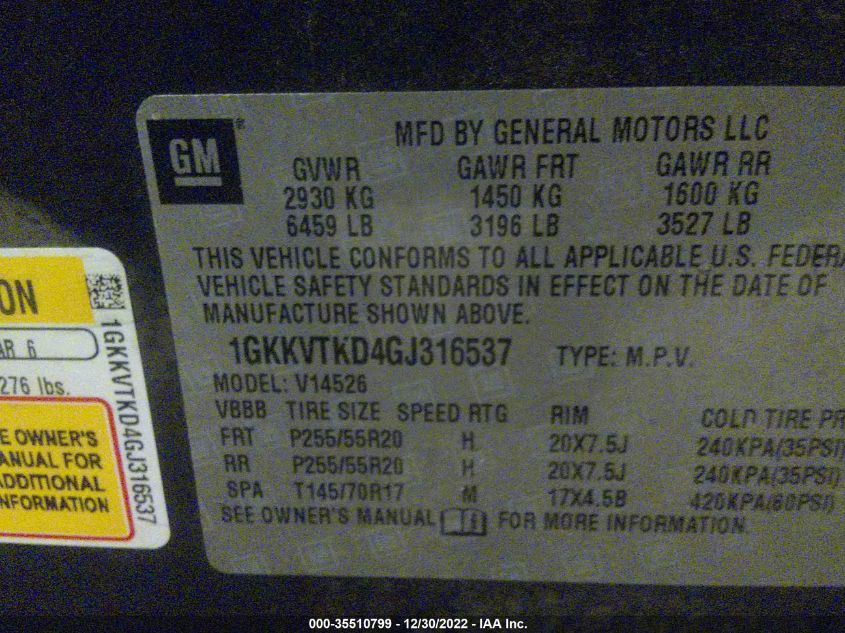 GM®
MFD BY GENERAL MOTORS LLC
GVWR GAWR FRT GAWR RR
2930 KG 1450 KG 1600 KG
6459 LB 3196 LB 3527 LB
THIS VEHICLE CONFORMS TO ALL APPLICABLE U.S. FEDERA
VEHICLE SAFETY STANDARDS IN EFFECT ON THE DATE OF
MANUFACTURE SHOWN ABOVE.
1GKKVTKD4GJ316537 TYPE: M.P.V.
MODEL: V14526
VBBB TIRE SIZE SPEED RTG RIM COLD TIRE PR
FRT P255/55R20 H 20X7.5J 240KPA(35PSI)
RR P255/55R20 H 20X7.5J 240KPA(35PSI)
SPA T145/70R17 M 17X4.5B 420KPA(60PSI)
SEE OWNER'S MANUAL FOR MORE INFORMATION.
ON
AR 6
276 lbs.
E OWNER'S
ANUAL FOR
ADDITIONAL
NFORMATION
1GKKVTKD4GJ316537
000-35510799 - 12/30/2022 - IAA Inc.